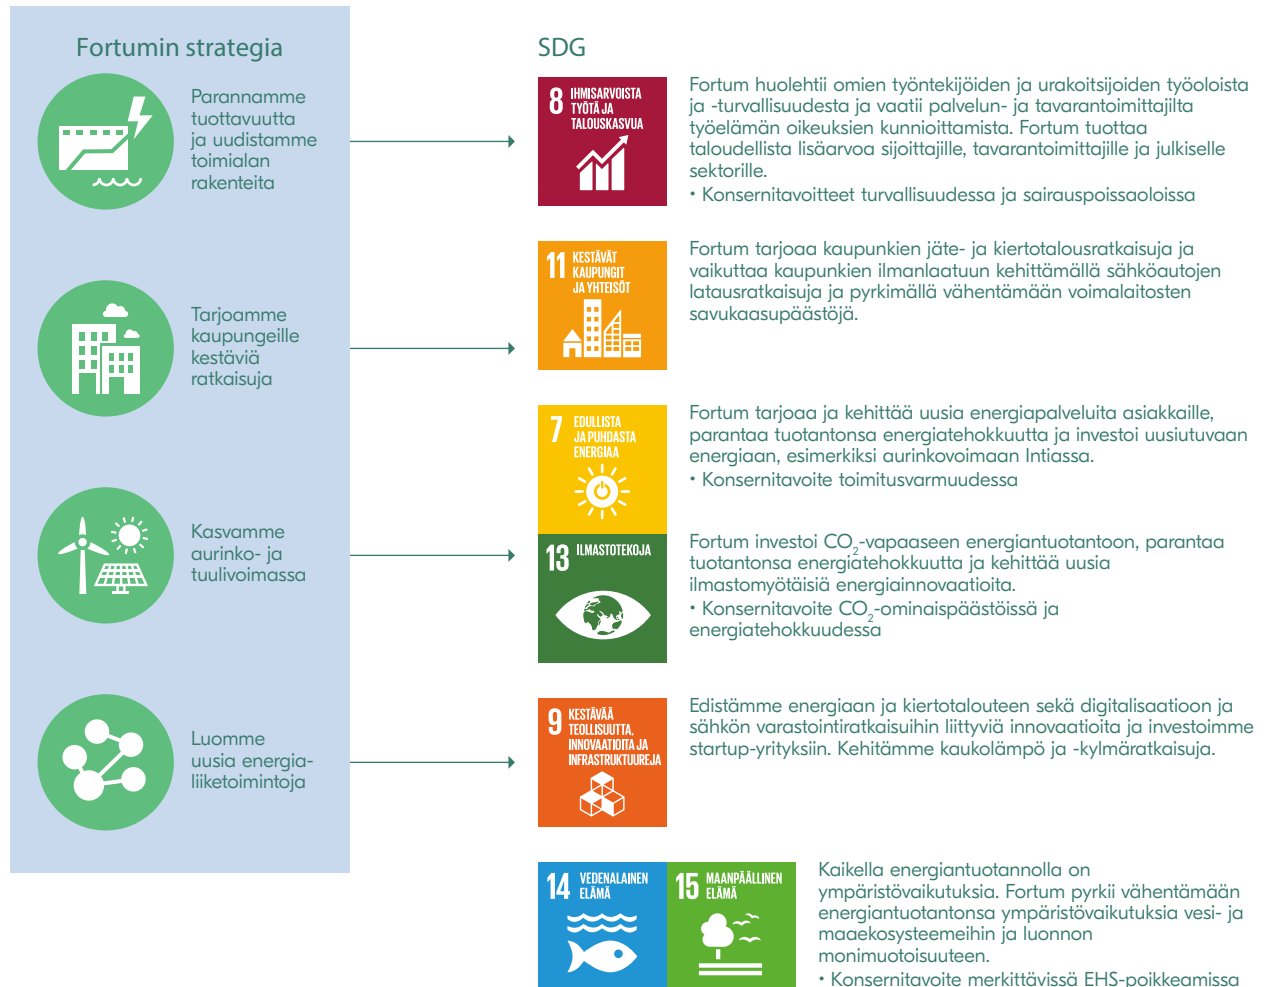 Fortumin strategia
Parannamme
tuottavuutta
ja uudistamme
toimialan
rakenteita
Tarjoamme
kaupungeille
kestäviä
ratkaisuja
Kasvamme
aurinko- ja
tuulivoimassa
Luomme
uusia energia-
liiketoimintoja
SDG
8 IHMISARVOISTA
TYÖTÄ JA
TALOUSKASVUA
Fortum huolehtii omien työntekijöiden ja urakoitsijoiden työoloista
ja -turvallisuudesta ja vaatii palvelun- ja tavarantoimittajilta
työelämän oikeuksien kunnioittamista. Fortum tuottaa
taloudellista lisäarvoa sijoittajille, tavarantoimittajille ja julkiselle
sektorille.
• Konsernitavoitteet turvallisuudessa ja sairauspoissaoloissa
11 KESTÄVÄT
KAUPUNGIT
JA YHTEISÖT
Fortum tarjoaa kaupunkien jäte- ja kiertotalousratkaisuja ja
vaikuttaa kaupunkien ilmanlaatuun kehittämällä sähköautojen
latausratkaisuja ja pyrkimällä vähentämään voimalaitosten
savukaasupäästöjä.
7 EDULLISTA
JA PUHDASTA
ENERGIAA
Fortum tarjoaa ja kehittää uusia energiapalveluita asiakkaille,
parantaa tuotantonsa energiatehokkuutta ja investoi uusiutuvaan
energiaan, esimerkiksi aurinkovoimaan Intiassa.
• Konsernitavoite toimitusvarmuudessa
13 ILMASTOTEKOJA
Fortum investoi CO₂-vapaaseen energiantuotantoon, parantaa
tuotantonsa energiatehokkuutta ja kehittää uusia
ilmastomyötäisiä energiainnovaatioita.
• Konsernitavoite CO₂-ominaispäästöissä ja
energiatehokkuudessa
9 KESTÄVÄÄ
TEOLLISUUTTA,
INNOVAATIOITA JA
INFRASTRUKTUUREJA
Edistämme energiaan ja kiertotalouteen sekä digitalisaatioon ja
sähkön varastointiratkaisuihin liittyviä innovaatioita ja investoimme
startup-yrityksiin. Kehitämme kaukolämpö ja -kylmäratkaisuja.
14 VEDENALAINEN
ELÄMÄ
15 MAANPÄÄLLINEN
ELÄMÄ
Kaikella energiantuotannolla on
ympäristövaikutuksia. Fortum pyrkii vähentämään
energiantuotantonsa ympäristövaikutuksia vesi- ja
maaekosysteemeihin ja luonnon
monimuotoisuuteen.
• Konsernitavoite merkittävissä EHS-poikkeamissa